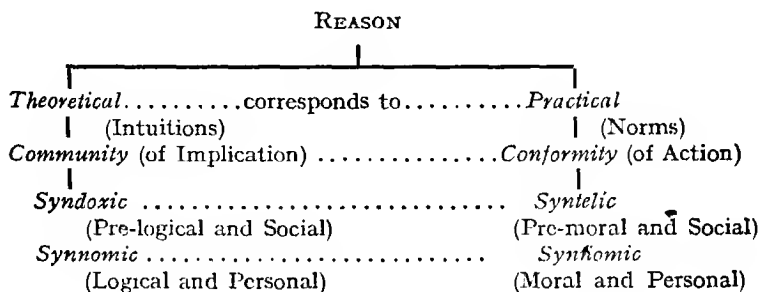 REASON
Theoretical..........corresponds to..........Practical
(Intuitions) (Norms)
Community (of Implication) ................ Conformity (of Action)
Syndoxic ................................ Syntelic
(Pre-logical and Social) (Pre-moral and Social)
Synnomic ............................. Synnomic
(Logical and Personal) (Moral and Personal)